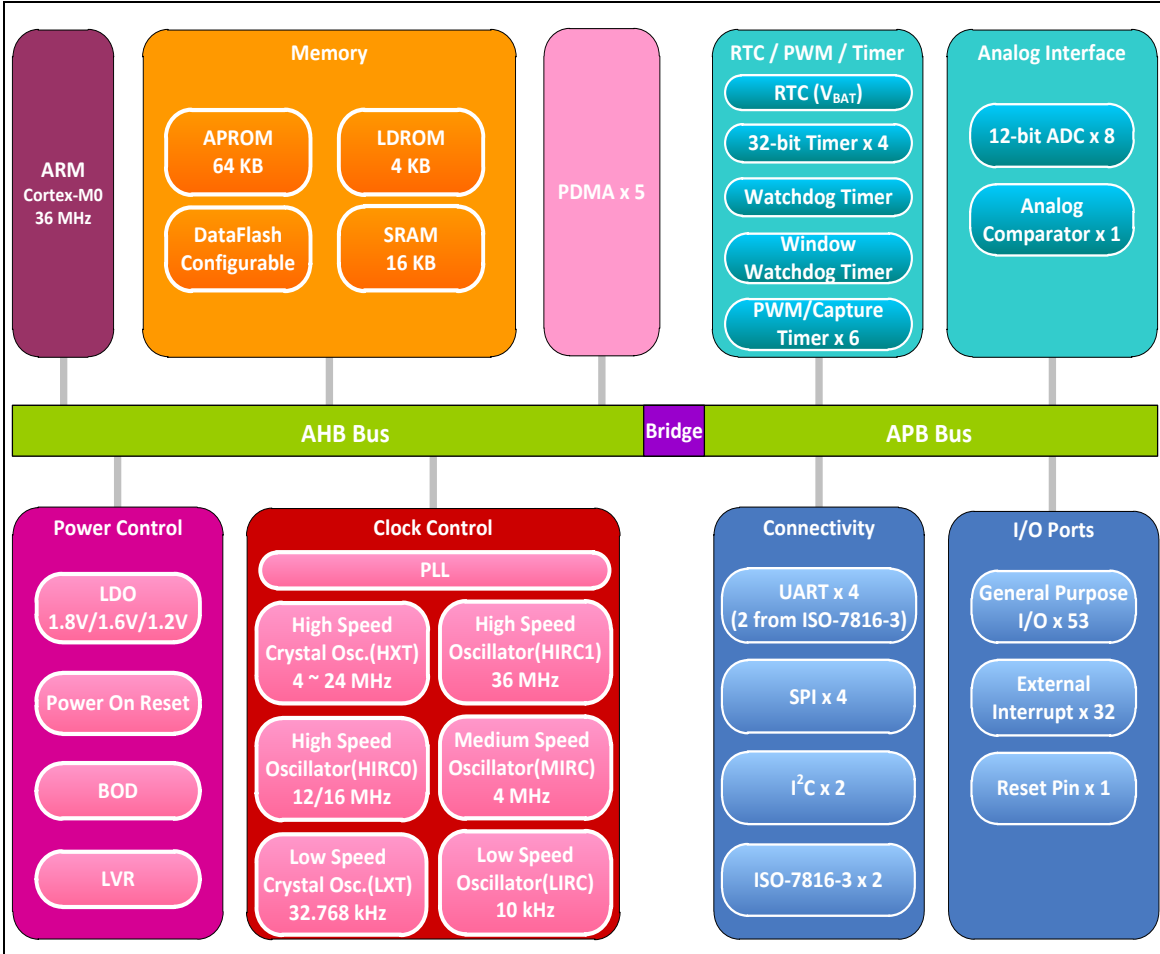 ARM
Cortex-M0
36 MHz
Memory
APROM
64 KB
LDROM
4 KB
DataFlash
Configurable
SRAM
16 KB
PDMA x 5
RTC / PWM / Timer
RTC (V_BAT)
32-bit Timer x 4
Watchdog Timer
Window
Watchdog Timer
PWM/Capture
Timer x 6
Analog Interface
12-bit ADC x 8
Analog
Comparator x 1
AHB Bus
Bridge
APB Bus
Power Control
LDO
1.8V/1.6V/1.2V
Power On Reset
BOD
LVR
Clock Control
PLL
High Speed
Crystal Osc.(HXT)
4 ~ 24 MHz
High Speed
Oscillator(HIRC1)
36 MHz
High Speed
Oscillator(HIRC0)
12/16 MHz
Medium Speed
Oscillator(MIRC)
4 MHz
Low Speed
Crystal Osc.(LXT)
32.768 kHz
Low Speed
Oscillator(LIRC)
10 kHz
Connectivity
UART x 4
(2 from ISO-7816-3)
SPI x 4
I²C x 2
ISO-7816-3 x 2
I/O Ports
General Purpose
I/O x 53
External
Interrupt x 32
Reset Pin x 1